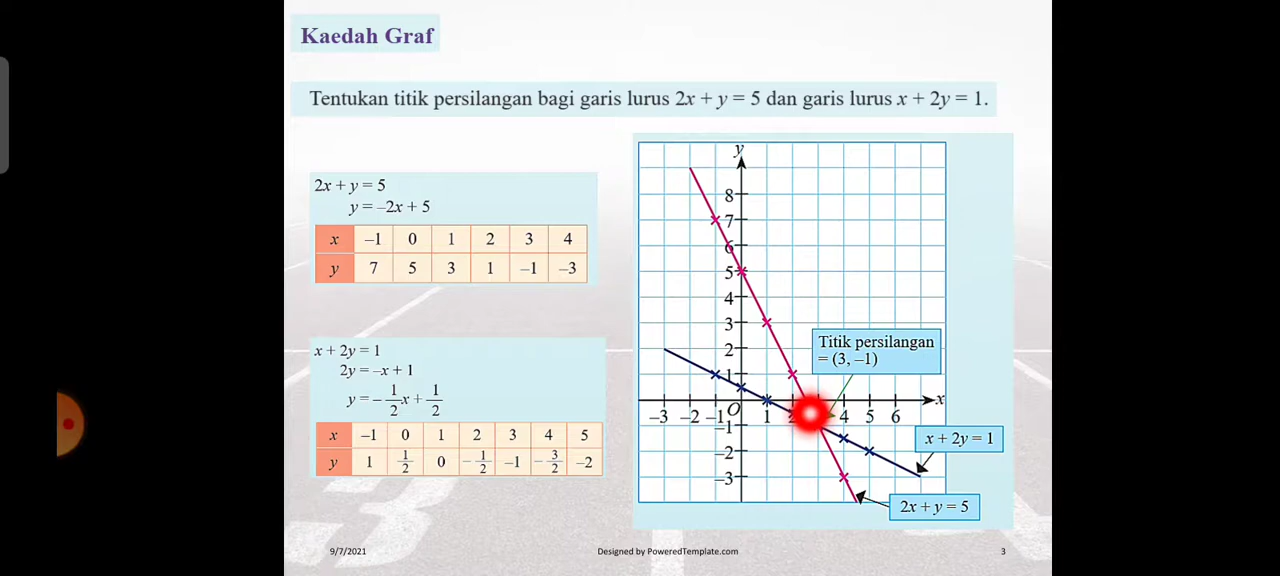 Kaedah Graf
Tentukan titik persilangan bagi garis lurus 2x + y = 5 dan garis lurus x + 2y = 1.
2x + y = 5
y = –2x + 5
x –1 0 1 2 3 4
y 7 5 3 1 –1 –3
x + 2y = 1
2y = –x + 1
y = –1/2x + 1/2
x –1 0 1 2 3 4 5
y 1 1/2 0 –1/2 –1 –3/2 –2
y
8
7
6
5
4
3
2
1
Titik persilangan
= (3, –1)
x
–3 –2 –1 O 1 2 4 5 6
–1
–2
–3
x + 2y = 1
2x + y = 5
9/7/2021
Designed by PoweredTemplate.com
3